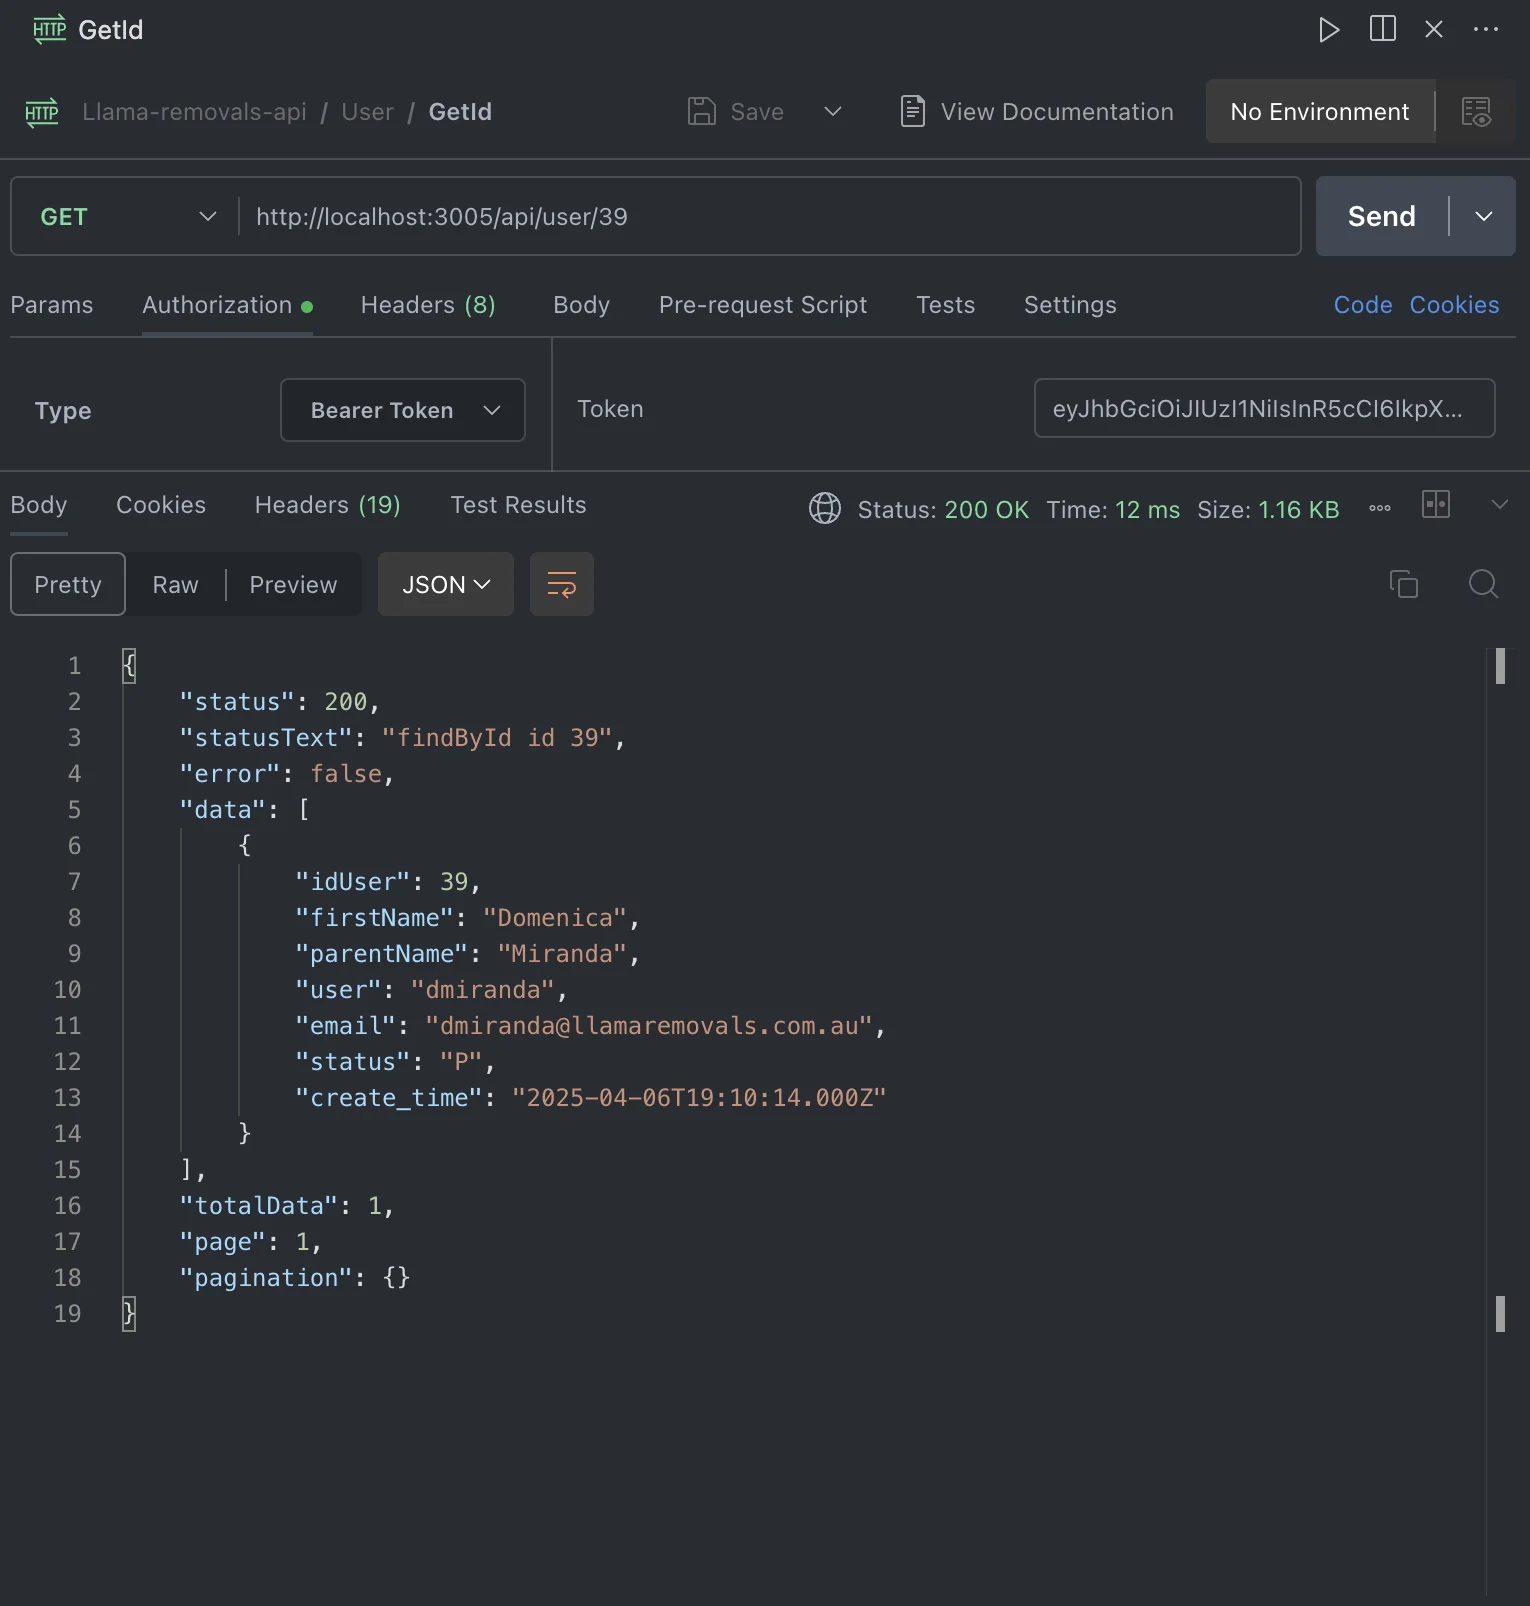 HTTP GetId
HTTP Llama-removals-api / User / GetId Save View Documentation No Environment
GET http://localhost:3005/api/user/39 Send
Params Authorization Headers (8) Body Pre-request Script Tests Settings Code Cookies
Type Bearer Token Token eyJhbGciOiJIUzI1NiIsInR5cCI6IkpX...
Body Cookies Headers (19) Test Results Status: 200 OK Time: 12 ms Size: 1.16 KB
Pretty Raw Preview JSON
1 {
2 "status": 200,
3 "statusText": "findById id 39",
4 "error": false,
5 "data": [
6 {
7 "idUser": 39,
8 "firstName": "Domenica",
9 "parentName": "Miranda",
10 "user": "dmiranda",
11 "email": "dmiranda@llamaremovals.com.au",
12 "status": "P",
13 "create_time": "2025-04-06T19:10:14.000Z"
14 }
15 ],
16 "totalData": 1,
17 "page": 1,
18 "pagination": {}
19 }